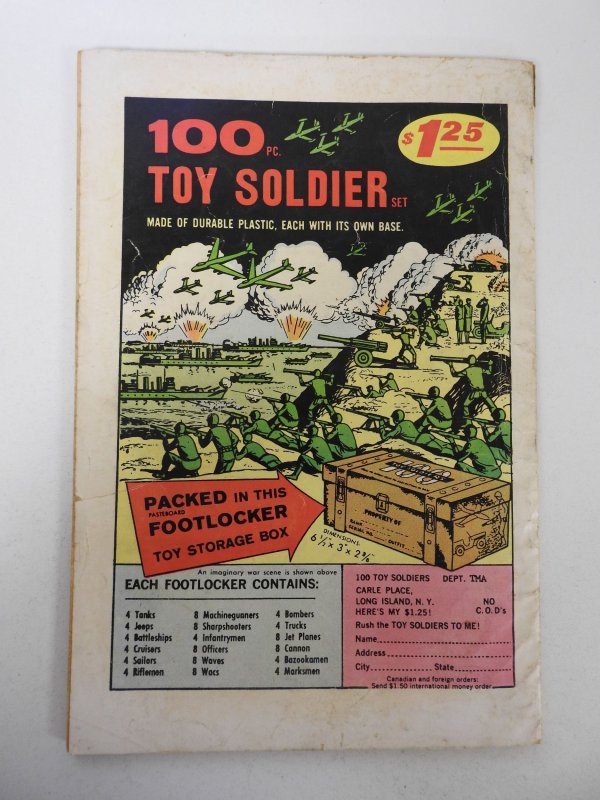 100 PC.
$1.25
TOY SOLDIER SET
MADE OF DURABLE PLASTIC, EACH WITH ITS OWN BASE.
PACKED IN THIS
PASTEBOARD
FOOTLOCKER
TOY STORAGE BOX
PROPERTY OF
DIMENSIONS:
6 1/2 x 3" x 2 3/8"
An imaginary war scene is shown above
EACH FOOTLOCKER CONTAINS:
4 Tanks
4 Jeeps
4 Battleships
4 Cruisers
4 Sailors
4 Riflemen
8 Machinegunners
8 Sharpshooters
4 Infantrymen
8 Officers
8 Waves
8 Wacs
4 Bombers
4 Trucks
8 Jet Planes
8 Cannon
4 Bazookamen
4 Marksmen
100 TOY SOLDIERS DEPT. TMA
CARLE PLACE,
LONG ISLAND, N. Y. NO
HERE'S MY $1.25! C.O.D's
Rush the TOY SOLDIERS TO ME!
Name
Address
City State
Canadian and foreign orders:
Send $1.50 international money order